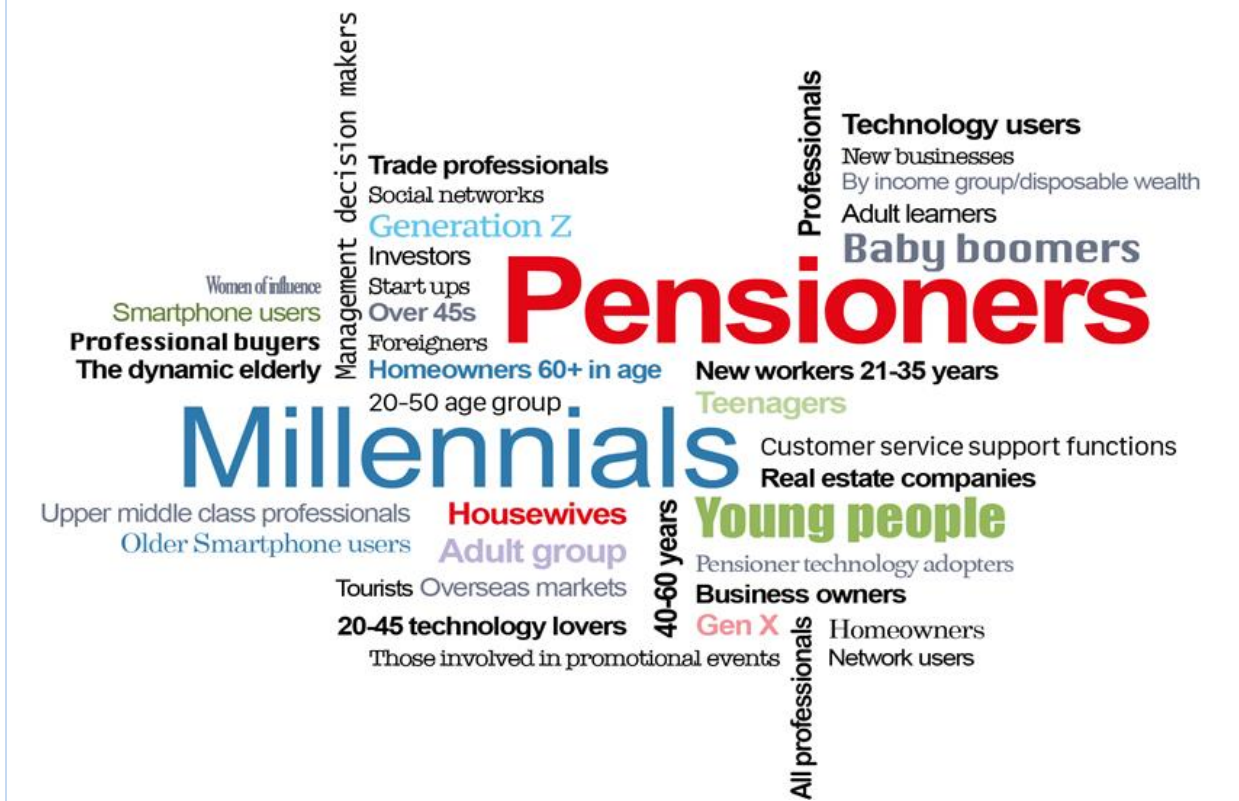 Management decision makers
Trade professionals
Social networks
Generation Z
Investors
Start ups
Over 45s
Foreigners
Homeowners 60+ in age
20-50 age group
Women of influence
Smartphone users
Professional buyers
The dynamic elderly
Professionals
Technology users
New businesses
By income group/disposable wealth
Adult learners
Baby boomers
Pensioners
New workers 21-35 years
Teenagers
Millennials
Customer service support functions
Real estate companies
Upper middle class professionals
Older Smartphone users
Housewives
Adult group
Tourists
Overseas markets
20-45 technology lovers
Those involved in promotional events
40-60 years
Young people
Pensioner technology adopters
Business owners
Gen X
All professionals
Homeowners
Network users